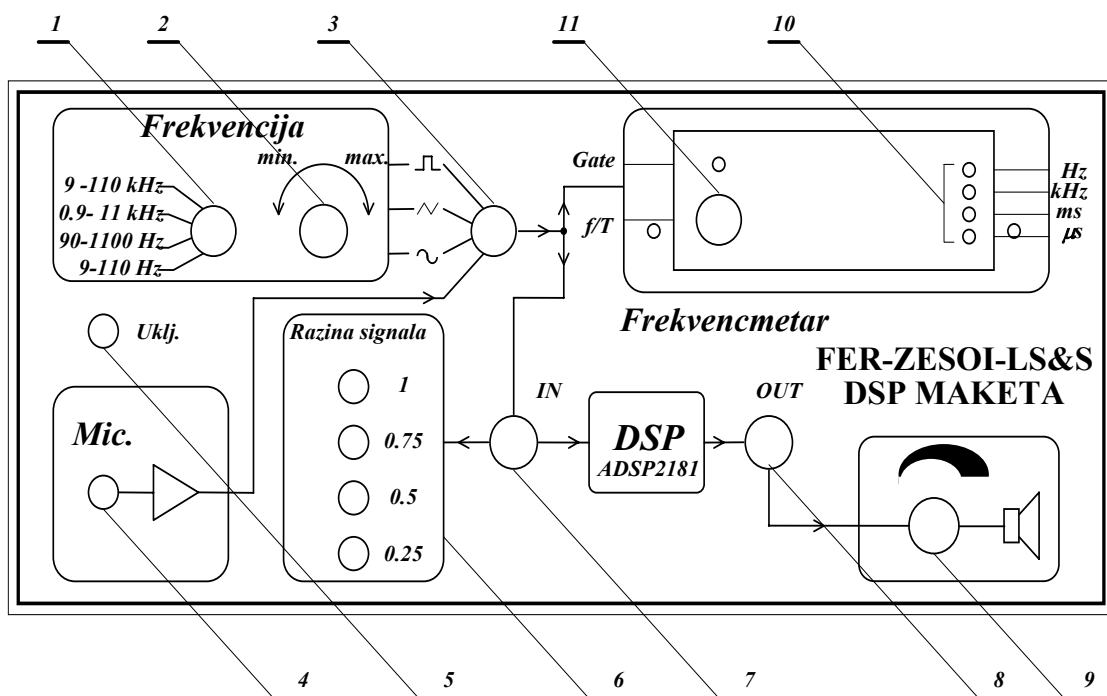 1 2 3 11 10
Frekvencija
min. max.
9 -110 kHz
0.9- 11 kHz
90-1100 Hz
9-110 Hz
Gate
f/T
Hz
kHz
ms
µs
Frekvencmetar
Uklj.
Razina signala
1
0.75
0.5
0.25
Mic.
IN
DSP
ADSP2181
OUT
FER-ZESOI-LS&S
DSP MAKETA
4 5 6 7 8 9